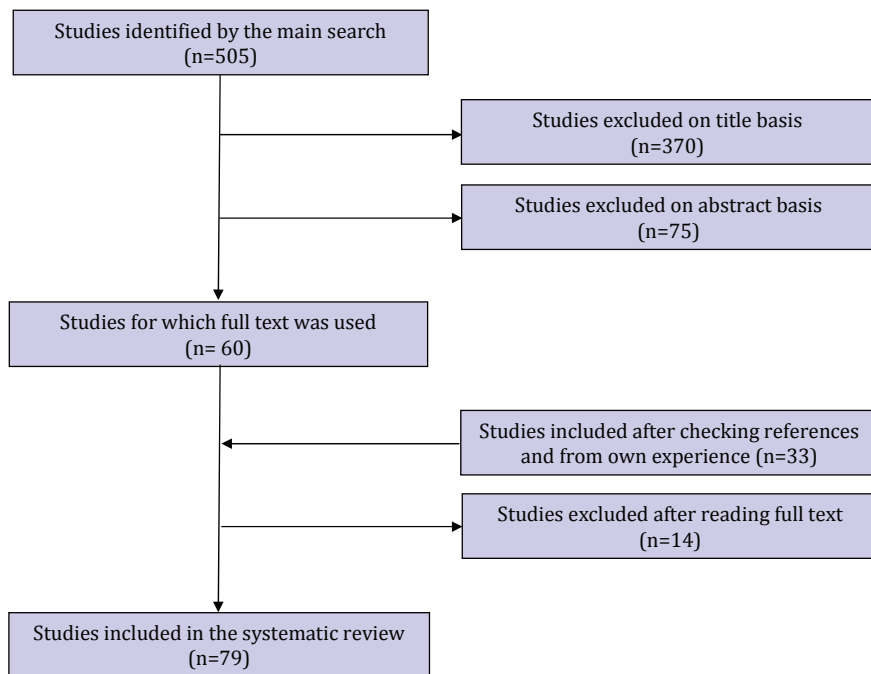 Studies identified by the main search
(n=505)
Studies excluded on title basis
(n=370)
Studies excluded on abstract basis
(n=75)
Studies for which full text was used
(n= 60)
Studies included after checking references
and from own experience (n=33)
Studies excluded after reading full text
(n=14)
Studies included in the systematic review
(n=79)